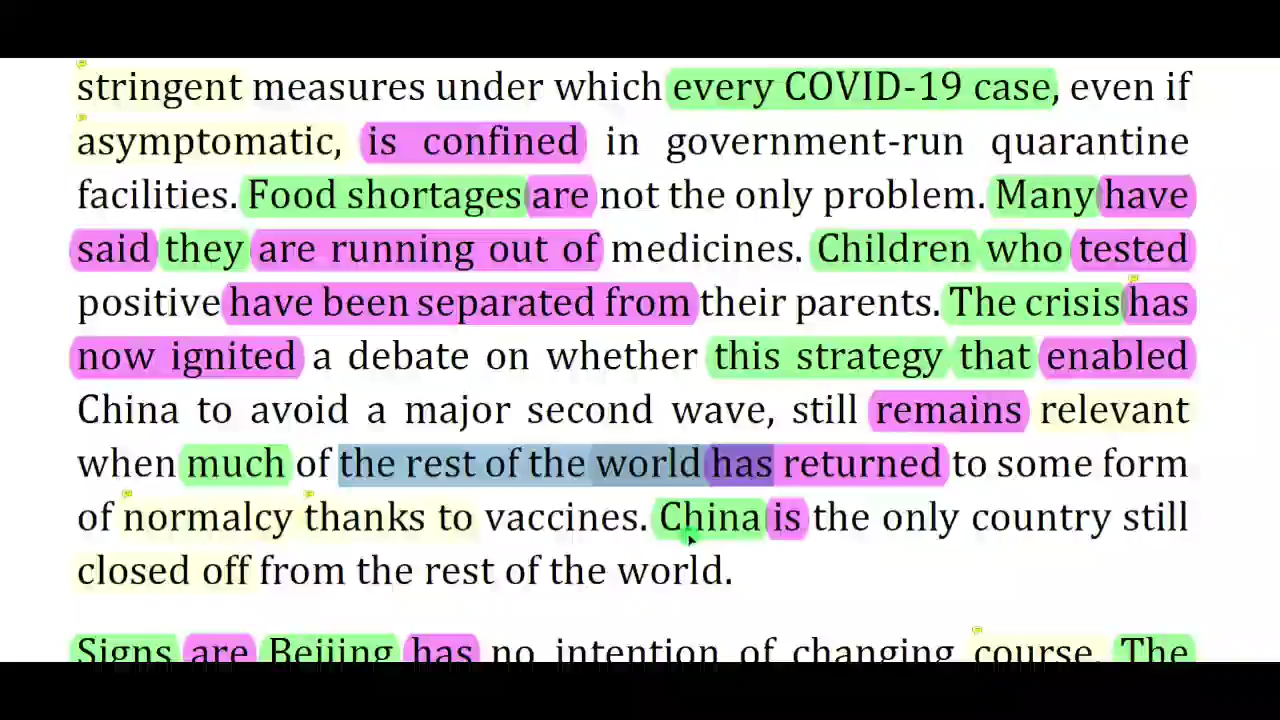 stringent measures under which every COVID-19 case, even if
asymptomatic, is confined in government-run quarantine
facilities. Food shortages are not the only problem. Many have
said they are running out of medicines. Children who tested
positive have been separated from their parents. The crisis has
now ignited a debate on whether this strategy that enabled
China to avoid a major second wave, still remains relevant
when much of the rest of the world has returned to some form
of normalcy thanks to vaccines. China is the only country still
closed off from the rest of the world.
Signs are Beijing has no intention of changing course. The